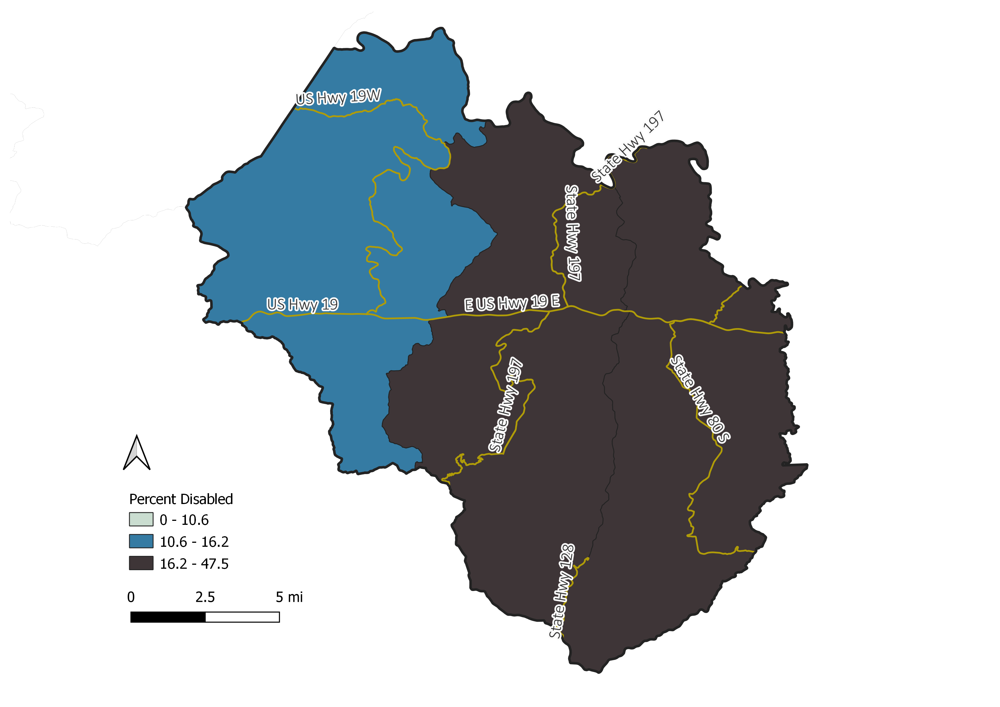 US Hwy 19W
State Hwy 197
State Hwy 197
US Hwy 19
E US Hwy 19 E
State Hwy 197
State Hwy 80 S
State Hwy 128
Percent Disabled
0 - 10.6
10.6 - 16.2
16.2 - 47.5
0 2.5 5 mi